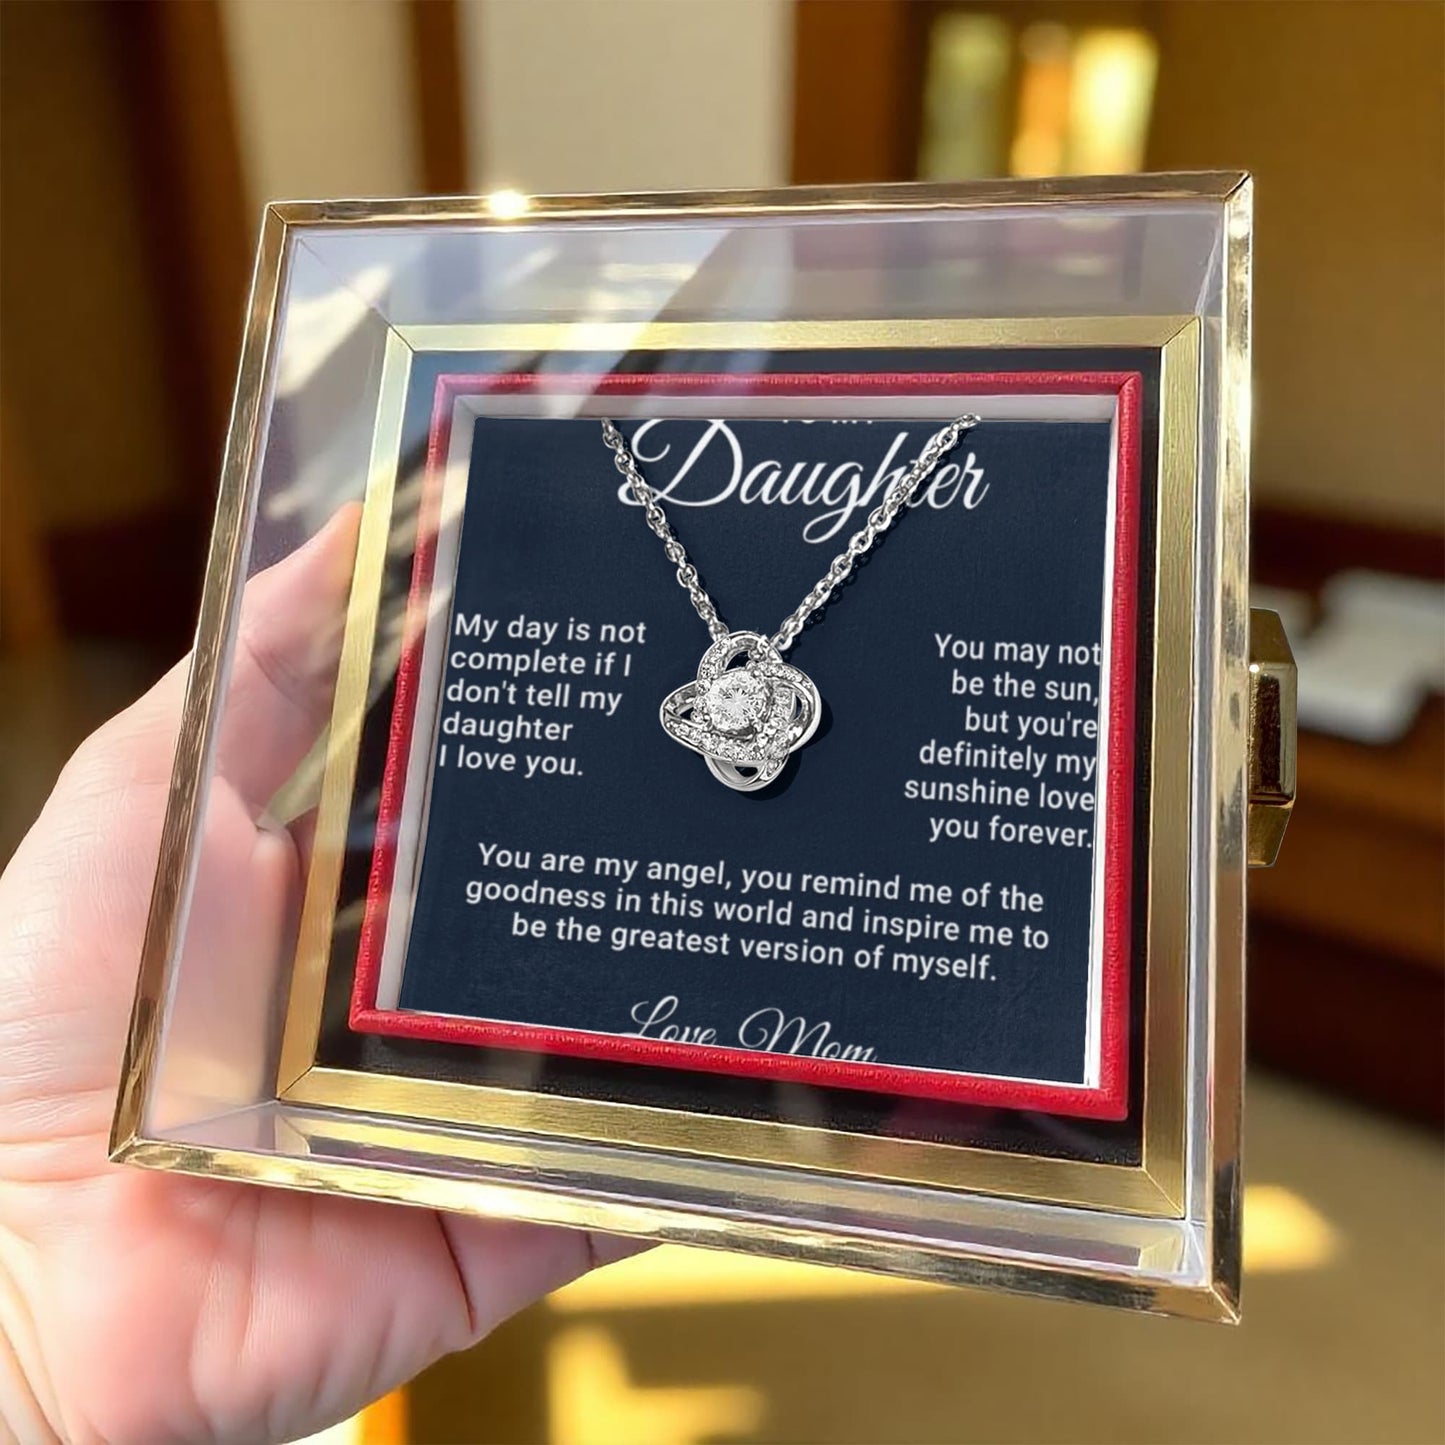 Daughter
My day is not
complete if I
don't tell my
daughter
I love you.
You may not
be the sun,
but you're
definitely my
sunshine love
you forever.
You are my angel, you remind me of the
goodness in this world and inspire me to
be the greatest version of myself.
Love, Mom